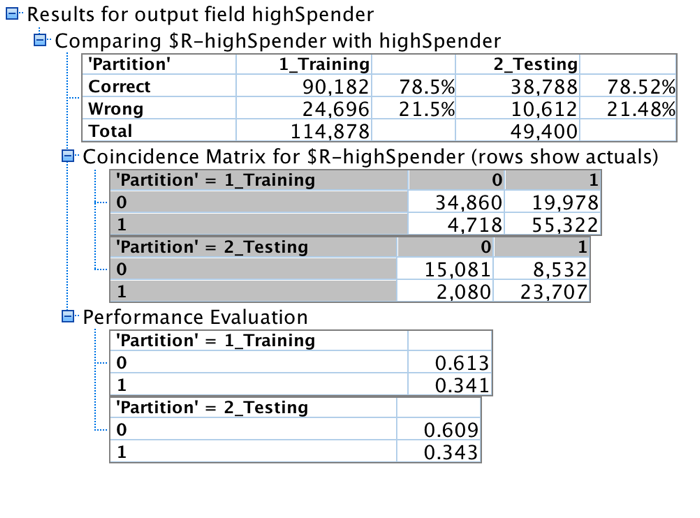 Results for output field highSpender
Comparing $R-highSpender with highSpender
'Partition' 1_Training 2_Testing
Correct 90,182 78.5% 38,788 78.52%
Wrong 24,696 21.5% 10,612 21.48%
Total 114,878 49,400
Coincidence Matrix for $R-highSpender (rows show actuals)
'Partition' = 1_Training 0 1
0 34,860 19,978
1 4,718 55,322
'Partition' = 2_Testing 0 1
0 15,081 8,532
1 2,080 23,707
Performance Evaluation
'Partition' = 1_Training
0 0.613
1 0.341
'Partition' = 2_Testing
0 0.609
1 0.343